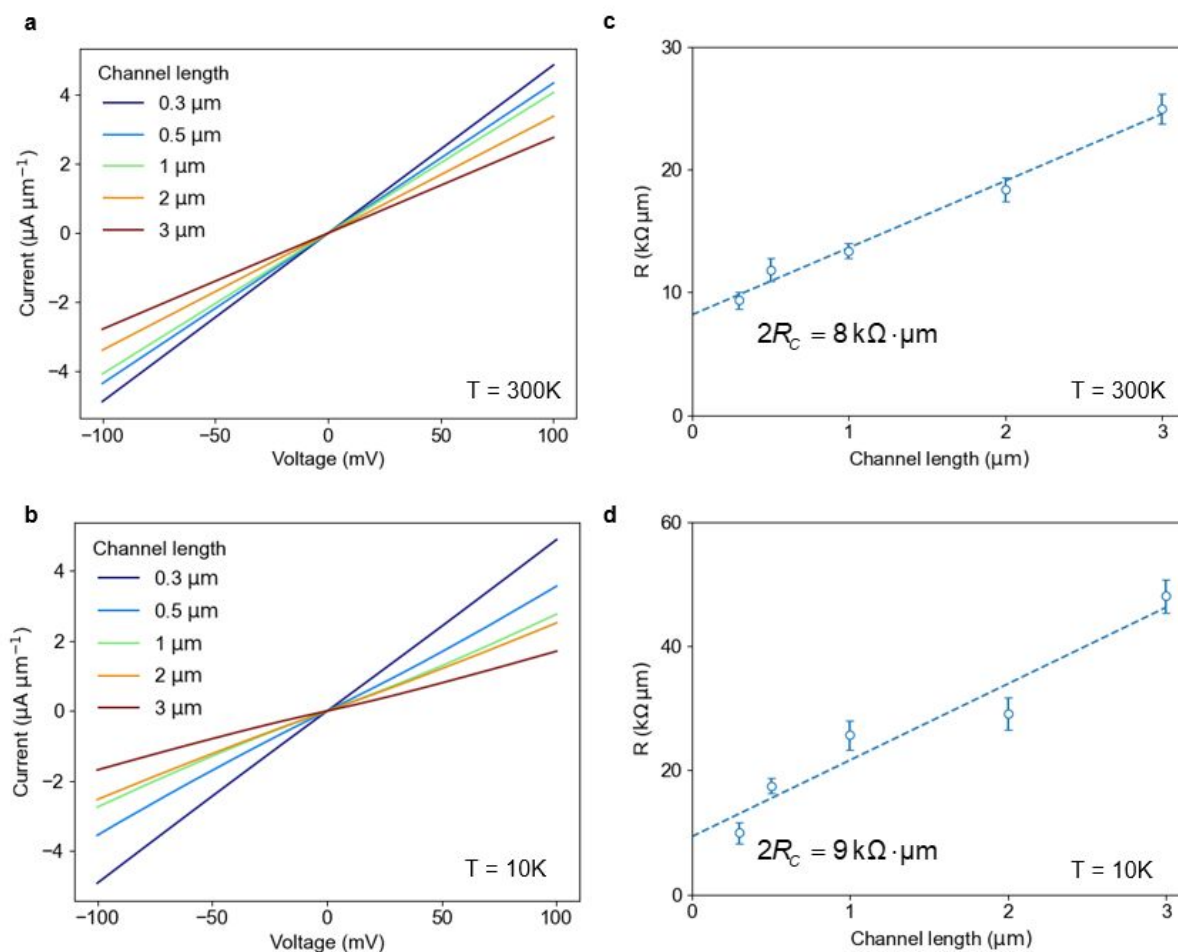 a
Channel length
0.3 μm
0.5 μm
1 μm
2 μm
3 μm
4
2
0
−2
−4
Current (μA μm⁻¹)
T = 300K
−100 −50 0 50 100
Voltage (mV)
c
30
20
10
0
R (kΩ μm)
2R_C = 8 kΩ·μm
T = 300K
0 1 2 3
Channel length (μm)
b
Channel length
0.3 μm
0.5 μm
1 μm
2 μm
3 μm
4
2
0
−2
−4
Current (μA μm⁻¹)
T = 10K
−100 −50 0 50 100
Voltage (mV)
d
60
40
20
0
R (kΩ μm)
2R_C = 9 kΩ·μm
T = 10K
0 1 2 3
Channel length (μm)